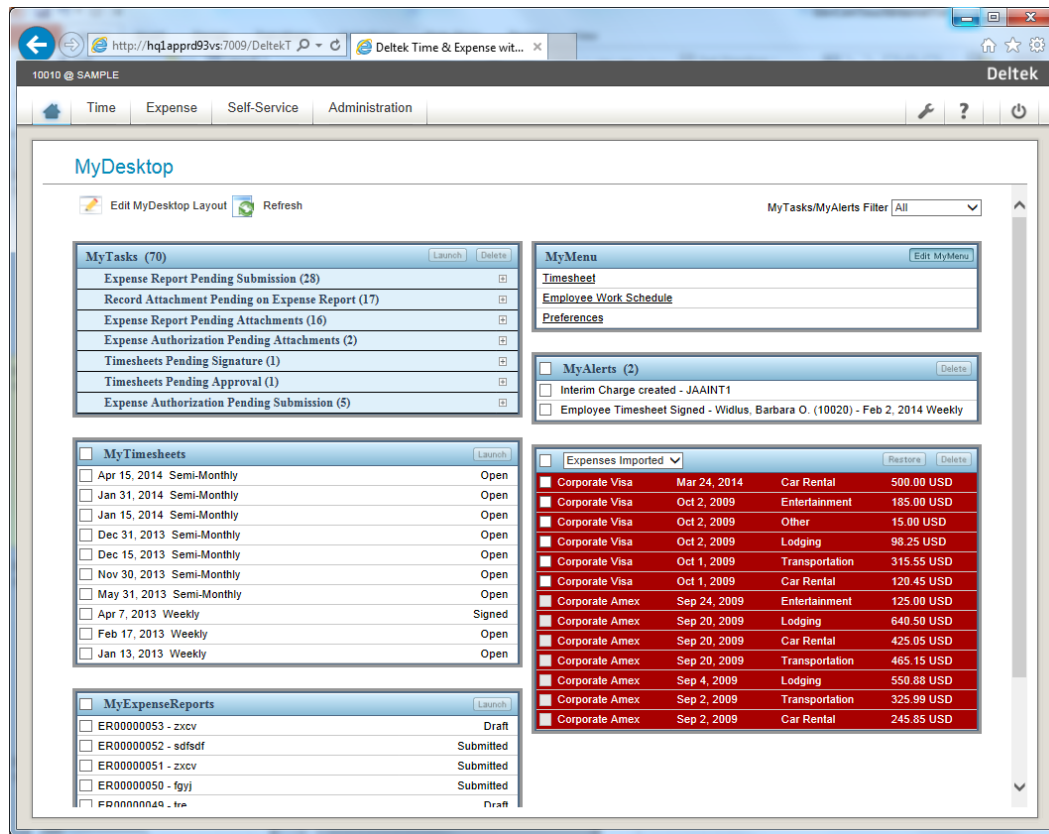 http://hq1apprd93vs:7009/DeltekT
Deltek Time & Expense wit...
10010 @ SAMPLE
Deltek
Time Expense Self-Service Administration
?
MyDesktop
Edit MyDesktop Layout Refresh
MyTasks/MyAlerts Filter All
MyTasks (70) Launch Delete
Expense Report Pending Submission (28)
Record Attachment Pending on Expense Report (17)
Expense Report Pending Attachments (16)
Expense Authorization Pending Attachments (2)
Timesheets Pending Signature (1)
Timesheets Pending Approval (1)
Expense Authorization Pending Submission (5)
MyTimesheets Launch
Apr 15, 2014 Semi-Monthly Open
Jan 31, 2014 Semi-Monthly Open
Jan 15, 2014 Semi-Monthly Open
Dec 31, 2013 Semi-Monthly Open
Dec 15, 2013 Semi-Monthly Open
Nov 30, 2013 Semi-Monthly Open
May 31, 2013 Semi-Monthly Open
Apr 7, 2013 Weekly Signed
Feb 17, 2013 Weekly Open
Jan 13, 2013 Weekly Open
MyExpenseReports Launch
ER00000053 - zxcv Draft
ER00000052 - sdfsdf Submitted
ER00000051 - zxcv Submitted
ER00000050 - fgyj Submitted
ER00000049 - tre Draft
MyMenu Edit MyMenu
Timesheet
Employee Work Schedule
Preferences
MyAlerts (2) Delete
Interim Charge created - JAAINT1
Employee Timesheet Signed - Widlus, Barbara O. (10020) - Feb 2, 2014 Weekly
Expenses Imported Restore Delete
Corporate Visa Mar 24, 2014 Car Rental 500.00 USD
Corporate Visa Oct 2, 2009 Entertainment 185.00 USD
Corporate Visa Oct 2, 2009 Other 15.00 USD
Corporate Visa Oct 2, 2009 Lodging 98.25 USD
Corporate Visa Oct 1, 2009 Transportation 315.55 USD
Corporate Visa Oct 1, 2009 Car Rental 120.45 USD
Corporate Amex Sep 24, 2009 Entertainment 125.00 USD
Corporate Amex Sep 20, 2009 Lodging 640.50 USD
Corporate Amex Sep 20, 2009 Car Rental 425.05 USD
Corporate Amex Sep 20, 2009 Transportation 465.15 USD
Corporate Amex Sep 4, 2009 Lodging 550.88 USD
Corporate Amex Sep 2, 2009 Transportation 325.99 USD
Corporate Amex Sep 2, 2009 Car Rental 245.85 USD